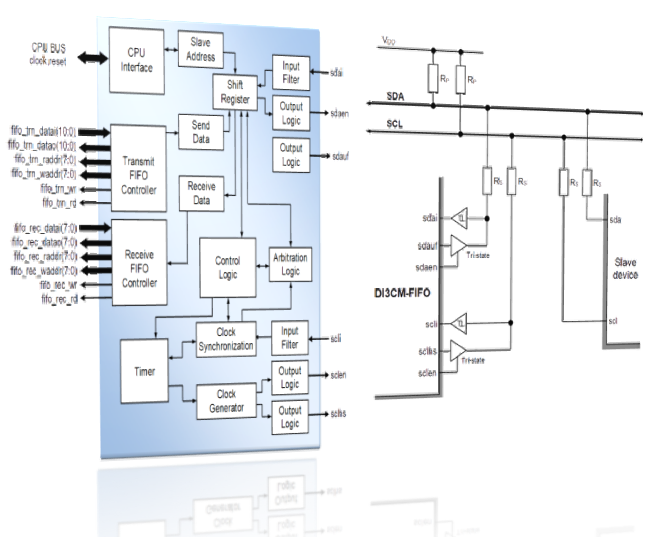 CPU BUS
clock reset
CPU
Interface
Slave
Address
Shift
Register
Input
Filter
sdai
Output
Logic
sdaen
Output
Logic
sdauf
fifo_trn_datai(10:0)
fifo_trn_datao(10:0)
fifo_trn_raddr(7:0)
fifo_trn_waddr(7:0)
fifo_trn_wr
fifo_trn_rd
Transmit
FIFO
Controller
Send
Data
Receive
Data
fifo_rec_datai(7:0)
fifo_rec_datao(7:0)
fifo_rec_raddr(7:0)
fifo_rec_waddr(7:0)
fifo_rec_wr
fifo_rec_rd
Receive
FIFO
Controller
Control
Logic
Arbitration
Logic
Clock
Synchronization
Input
Filter
scli
Timer
Clock
Generator
Output
Logic
sclen
Output
Logic
sclhs
VDD
RP
RP
SDA
SCL
RS
RS
RS
RS
sdai
sdauf
sdaen
Tri-state
DI3CM-FIFO
scli
sclhs
sclen
Tri-state
sda
Slave
device
scl